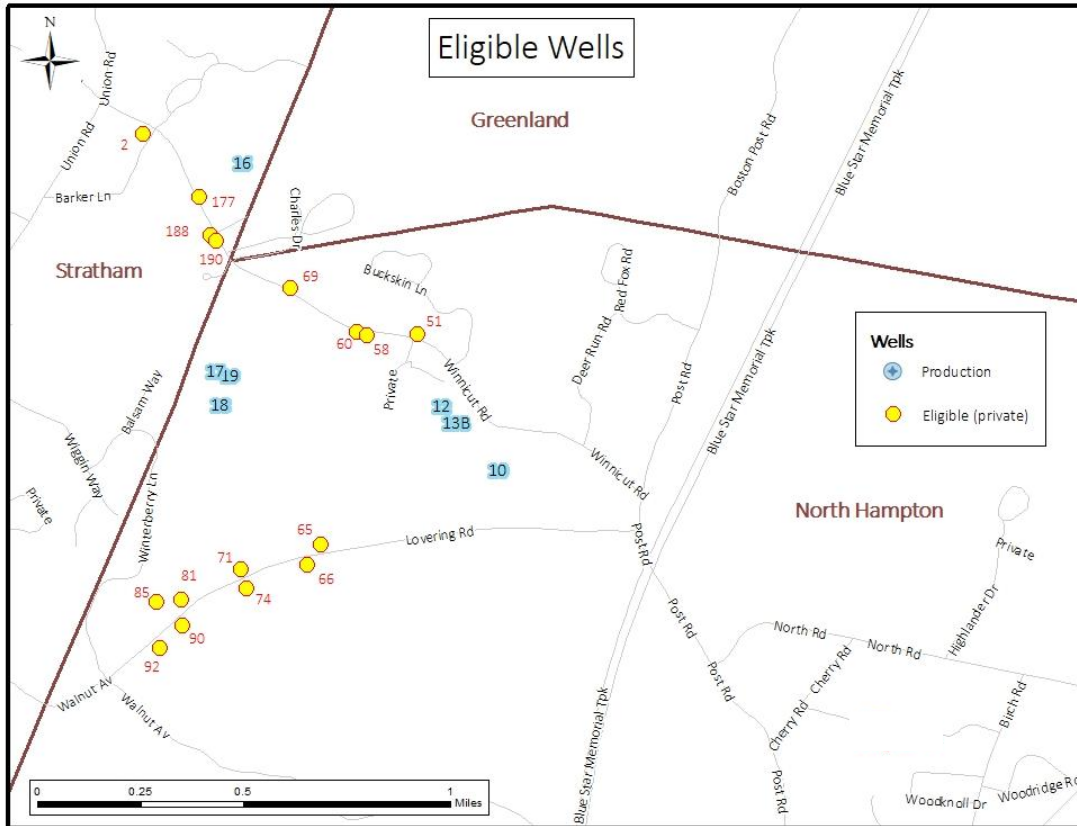 N
Eligible Wells
Greenland
Stratham
North Hampton
Union Rd
Union Rd
Barker Ln
2
16
177
188
190
Charles Dr
69
Buckskin Ln
60
58
51
Private
Winnicut Rd
Deer Run Rd
Red Fox Rd
Boston Post Rd
Blue Star Memorial Tpk
Post Rd
Blue Star Memorial Tpk
Wells
Production
Eligible (private)
17
19
18
Balsam Way
Wiggin Way
Private
Winterberry Ln
12
13B
10
Winnicut Rd
Lovering Rd
65
66
71
74
81
85
90
92
Walnut Av
Walnut Av
Post Rd
Post Rd
Post Rd
Post Rd
Blue Star Memorial Tpk
North Rd
North Rd
Cherry Rd
Cherry Rd
Highlander Dr
Private
Birch Rd
Woodknoll Dr
Woodridge Rd
0 0.25 0.5 1
Miles